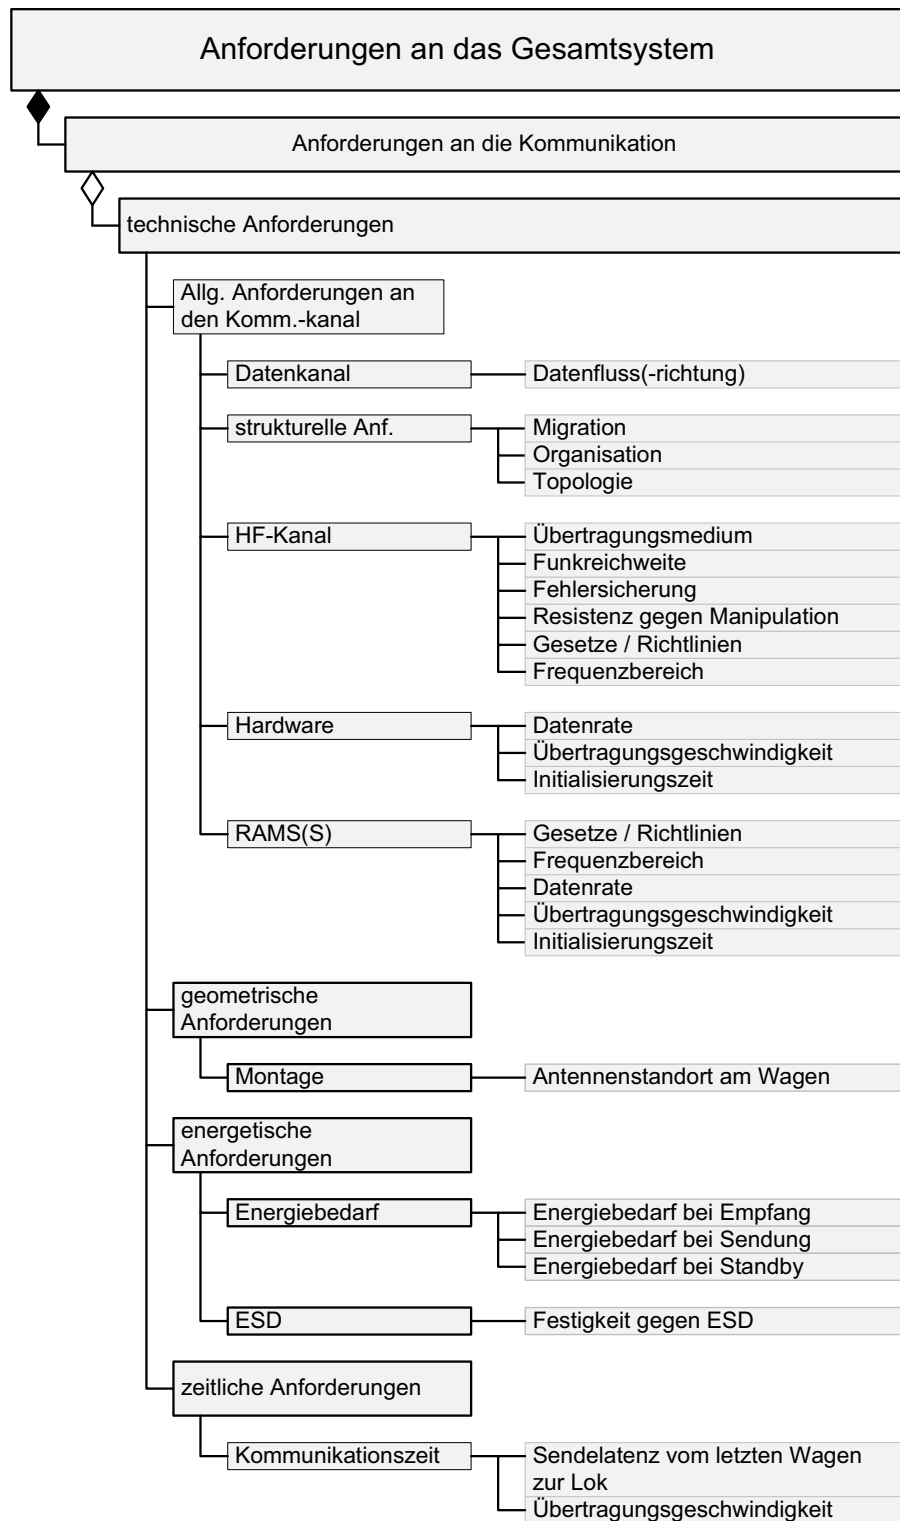 Anforderungen an das Gesamtsystem
Anforderungen an die Kommunikation
technische Anforderungen
Allg. Anforderungen an
den Komm.-kanal
Datenkanal
Datenfluss(-richtung)
strukturelle Anf.
Migration
Organisation
Topologie
HF-Kanal
Übertragungsmedium
Funkreichweite
Fehlersicherung
Resistenz gegen Manipulation
Gesetze / Richtlinien
Frequenzbereich
Hardware
Datenrate
Übertragungsgeschwindigkeit
Initialisierungszeit
RAMS(S)
Gesetze / Richtlinien
Frequenzbereich
Datenrate
Übertragungsgeschwindigkeit
Initialisierungszeit
geometrische
Anforderungen
Montage
Antennenstandort am Wagen
energetische
Anforderungen
Energiebedarf
Energiebedarf bei Empfang
Energiebedarf bei Sendung
Energiebedarf bei Standby
ESD
Festigkeit gegen ESD
zeitliche Anforderungen
Kommunikationszeit
Sendelatenz vom letzten Wagen
zur Lok
Übertragungsgeschwindigkeit